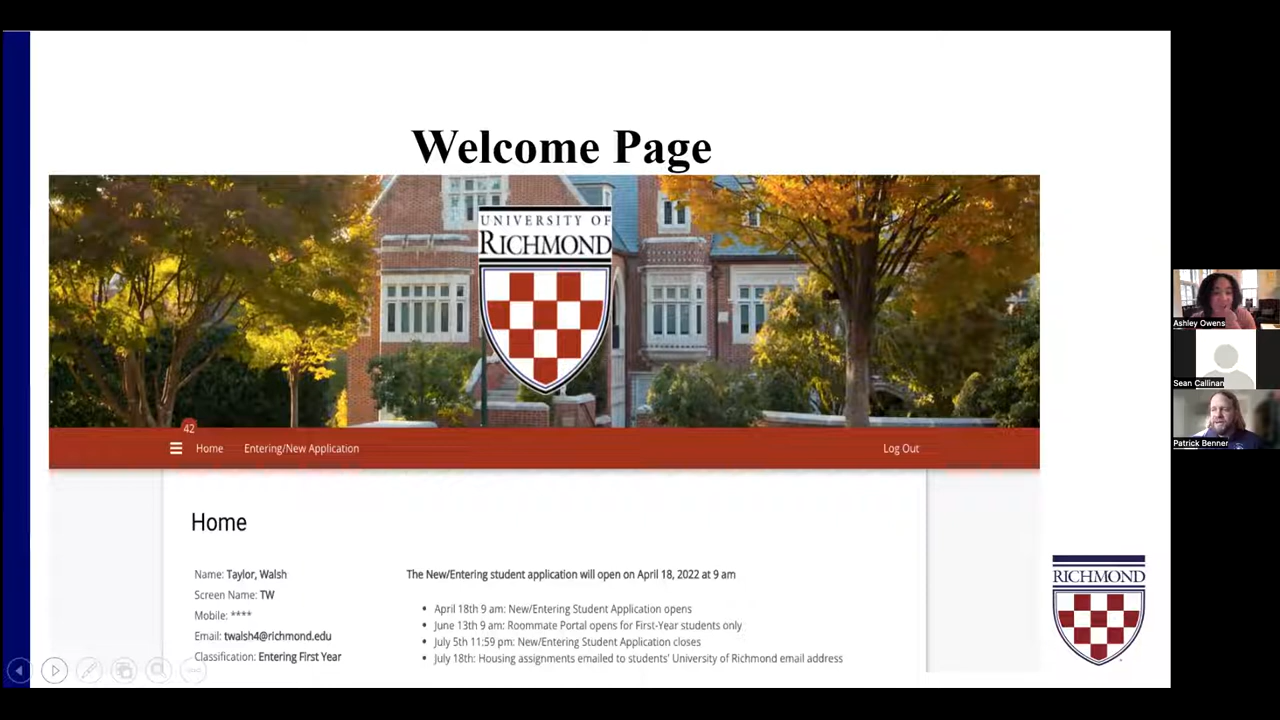 Welcome Page
UNIVERSITY OF
RICHMOND
42
Home
Entering/New Application
Log Out
Home
Name: Taylor, Walsh
Screen Name: TW
Mobile: ****
Email: twalsh4@richmond.edu
Classification: Entering First Year
The New/Entering student application will open on April 18, 2022 at 9 am
• April 18th 9 am: New/Entering Student Application opens
• June 13th 9 am: Roommate Portal opens for First-Year students only
• July 5th 11:59 pm: New/Entering Student Application closes
• July 18th: Housing assignments emailed to students' University of Richmond email address
RICHMOND
Ashley Owens
Sean Callinan
Patrick Benner